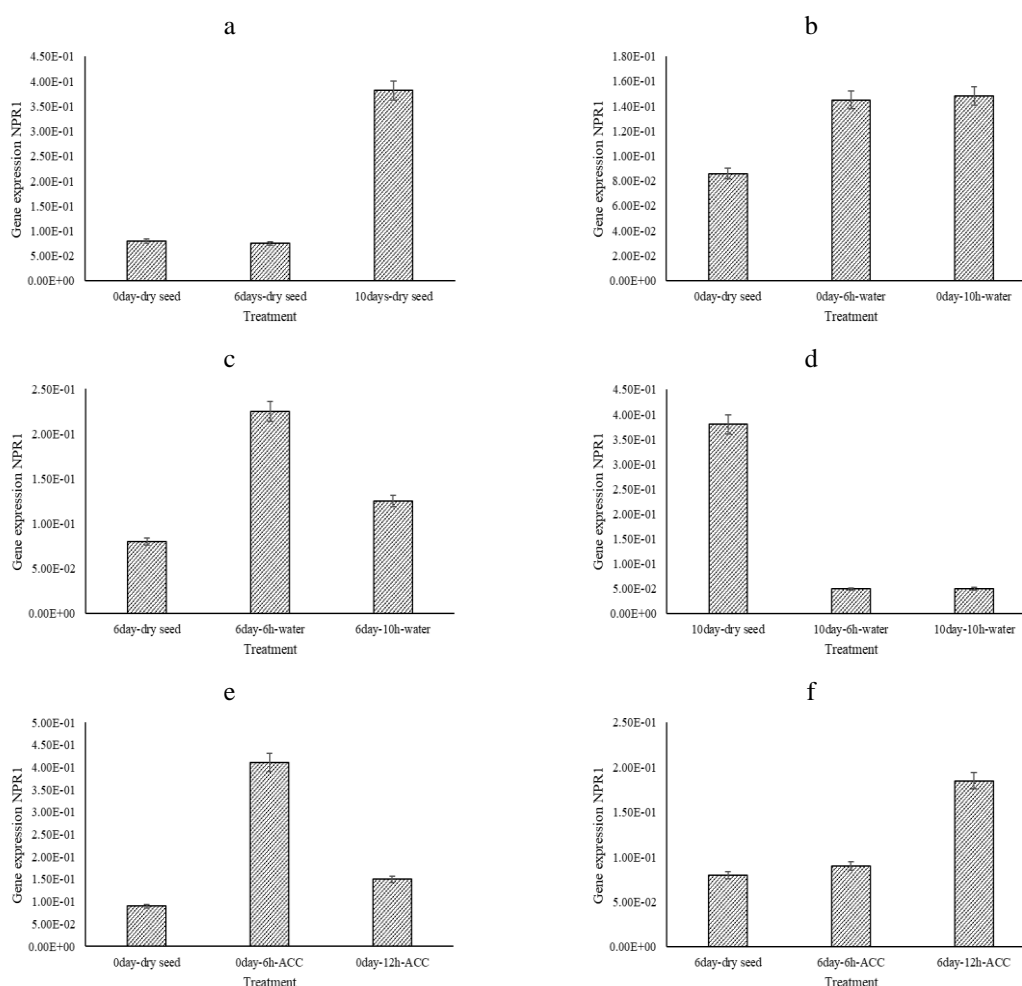 a
Gene expression NPR1
4.50E-01
4.00E-01
3.50E-01
3.00E-01
2.50E-01
2.00E-01
1.50E-01
1.00E-01
5.00E-02
0.00E+00
0day-dry seed 6days-dry seed 10days-dry seed
Treatment
b
Gene expression NPR1
1.80E-01
1.60E-01
1.40E-01
1.20E-01
1.00E-01
8.00E-02
6.00E-02
4.00E-02
2.00E-02
0.00E+00
0day-dry seed 0day-6h-water 0day-10h-water
Treatment
c
Gene expression NPR1
2.50E-01
2.00E-01
1.50E-01
1.00E-01
5.00E-02
0.00E+00
6day-dry seed 6day-6h-water 6day-10h-water
Treatment
d
Gene expression NPR1
4.50E-01
4.00E-01
3.50E-01
3.00E-01
2.50E-01
2.00E-01
1.50E-01
1.00E-01
5.00E-02
0.00E+00
10day-dry seed 10day-6h-water 10day-10h-water
Treatment
e
Gene expression NPR1
5.00E-01
4.50E-01
4.00E-01
3.50E-01
3.00E-01
2.50E-01
2.00E-01
1.50E-01
1.00E-01
5.00E-02
0.00E+00
0day-dry seed 0day-6h-ACC 0day-12h-ACC
Treatment
f
Gene expression NPR1
2.50E-01
2.00E-01
1.50E-01
1.00E-01
5.00E-02
0.00E+00
6day-dry seed 6day-6h-ACC 6day-12h-ACC
Treatment